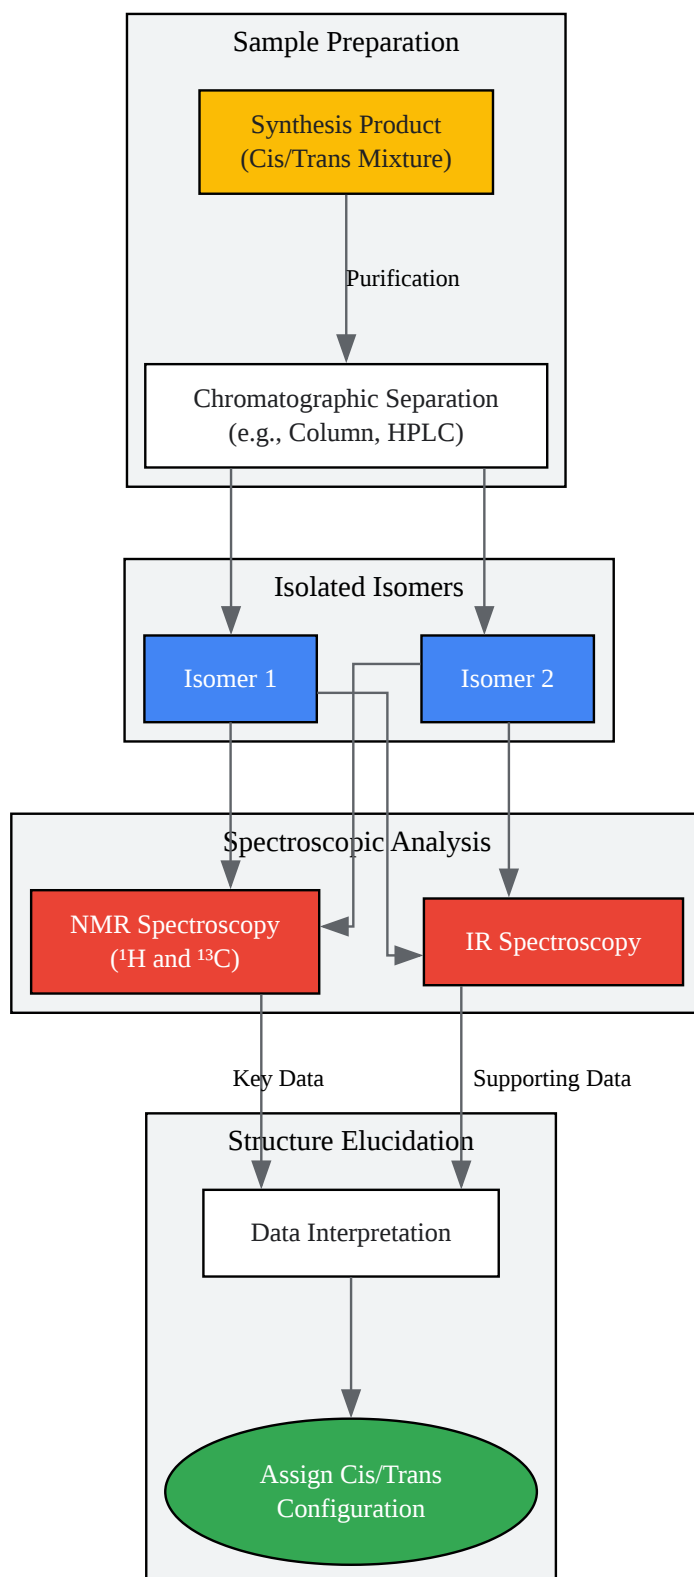 Sample Preparation
Synthesis Product
(Cis/Trans Mixture)
Purification
Chromatographic Separation
(e.g., Column, HPLC)
Isolated Isomers
Isomer 1
Isomer 2
Spectroscopic Analysis
NMR Spectroscopy
(¹H and ¹³C)
IR Spectroscopy
Key Data
Supporting Data
Structure Elucidation
Data Interpretation
Assign Cis/Trans
Configuration